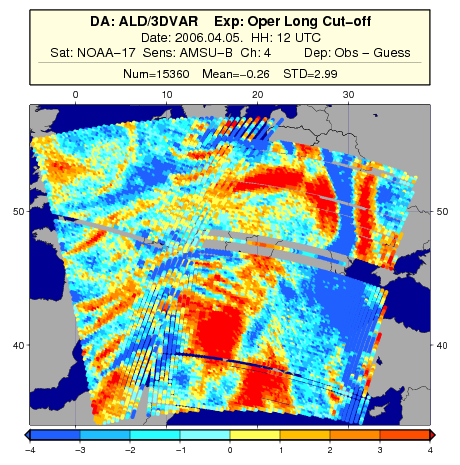 DA: ALD/3DVAR Exp: Oper Long Cut−off
Date: 2006.04.05. HH: 12 UTC
Sat: NOAA−17 Sens: AMSU−B Ch: 4 Dep: Obs − Guess
Num=15360 Mean=−0.26 STD=2.99
0 10 20 30
50 50
40 40
−4 −3 −2 −1 0 1 2 3 4